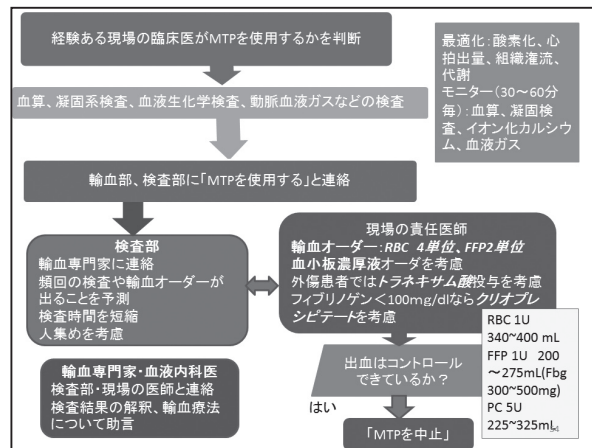 経験ある現場の臨床医がMTPを使用するかを判断
最適化：酸素化、心
拍出量、組織潅流、
代謝
モニター（30～60分
毎）：血算、凝固検
査、イオン化カルシウ
ム、血液ガス
血算、凝固系検査、血液生化学検査、動脈血液ガスなどの検査
輸血部、検査部に「MTPを使用する」と連絡
検査部
輸血専門家に連絡
頻回の検査や輸血オーダーが
出ることを予測
検査時間を短縮
人集めを考慮
現場の責任医師
輸血オーダー：RBC 4単位、FFP2単位
血小板濃厚液オーダを考慮
外傷患者ではトラネキサム酸投与を考慮
フィブリノゲン＜100mg/dlならクリオプレ
シピテートを考慮
RBC 1U
340~400 mL
FFP 1U 200
～275mL(Fbg
300~500mg)
PC 5U
225~325mL
輸血専門家・血液内科医
検査部・現場の医師と連絡
検査結果の解釈、輸血療法
について助言
出血はコントロール
できているか？
はい
「MTPを中止」